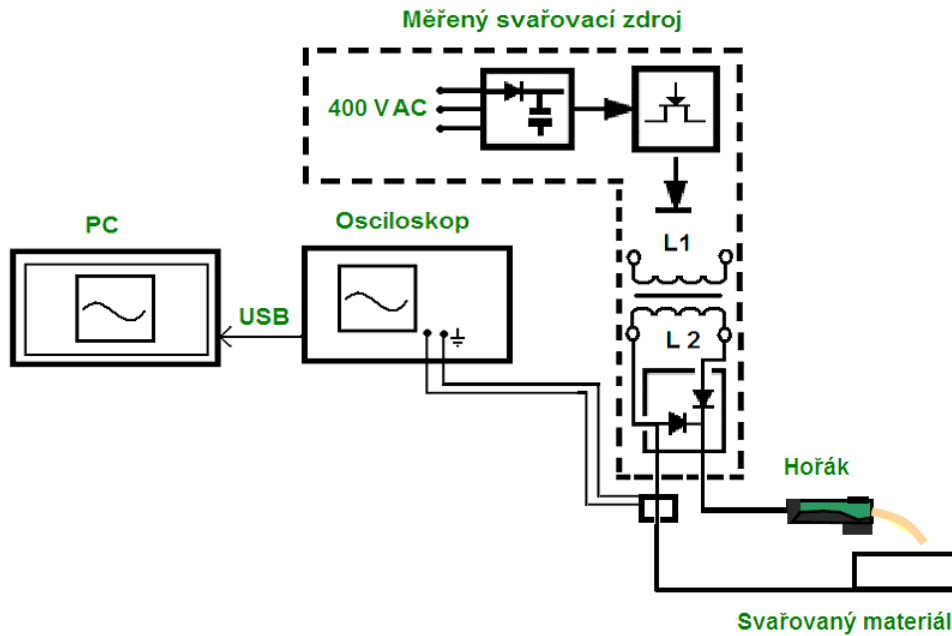 Měřený svařovací zdroj
400 V AC
PC
Osciloskop
L1
USB
L 2
Hořák
Svařovaný materiál